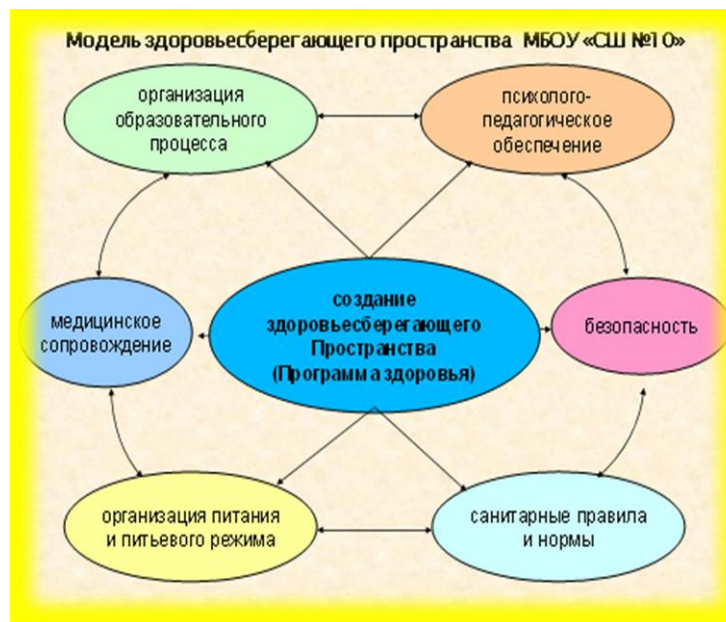 Модель здоровьесберегающего пространства МБОУ «СШ №10»
организация
образовательного
процесса
психолого-
педагогическое
обеспечение
создание
здоровьесберегающего
Пространства
(Программа здоровья)
медицинское
сопровождение
безопасность
организация питания
и питьевого режима
санитарные правила
и нормы